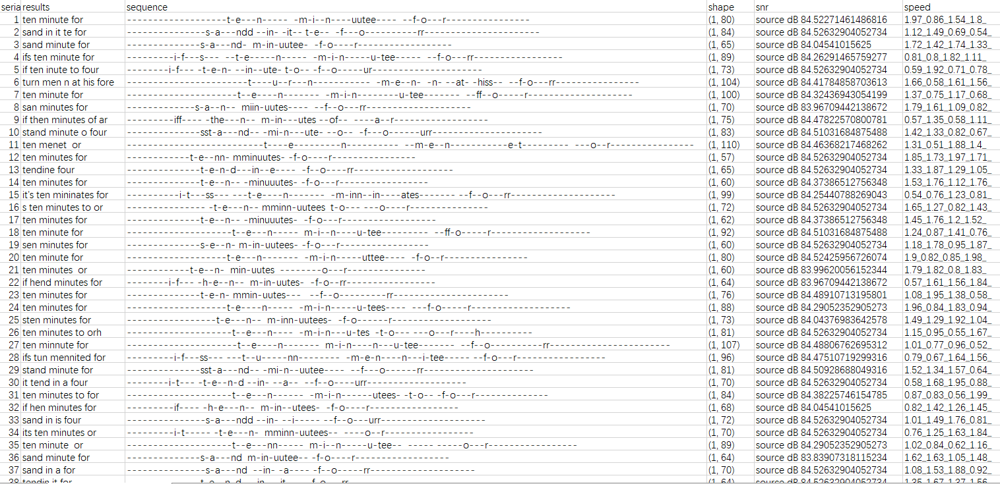 seria results sequence shape snr speed
1 ten minute for -------------------t-e---n----- -m-i--n----uutee---- --f-o---r---------------- (1, 80) source dB 84.52271461486816 1.97_0.86_1.54_1.8_
2 sand in it te for ---------------s-a---ndd --in- -it-- t-e-- -f---o-----------rr---------------------- (1, 84) source dB 84.52632904052734 1.12_1.49_0.69_0.54_
3 sand minute for --------------s-a---nd- m-in-uutee- -f-o----r------------------ (1, 65) source dB 84.04541015625 1.72_1.42_1.74_1.33_
4 ifs ten minute for ---------i-f---s--- --t-e-----n----- -m-i-n-------u-tee----- --f-o---rr----------------- (1, 89) source dB 84.26291465759277 0.81_0.8_1.82_1.11_
5 if ten inute to four --------i-f--- -t-e-n- --in--ute- t-o-- -f--o-----ur--------------------- (1, 73) source dB 84.52632904052734 0.59_1.92_0.71_0.78_
6 turn men n at his fore -----------------------t----u--r---n----------- -m-e--n- -n- --at- -hiss-- --f-o---rr---------------- (1, 104) source dB 84.41784858703613 1.66_0.58_1.61_1.56_
7 ten minute for ---------------------t--e---n-------- -m-i-n--------u-tee----- --ff--o-----r-------------------- (1, 100) source dB 84.32436943054199 1.37_0.75_1.17_0.68_
8 san minutes for -------------s-a--n-- miin-uutes---- --f--o---rr-------------------- (1, 70) source dB 83.96709442138672 1.79_1.61_1.09_0.82_
9 if then minutes of ar ---------iff---- -the---n-- m-in---utes --of-- ----a--r------------------ (1, 75) source dB 84.47822570800781 0.57_1.35_0.58_1.11_
10 stand minute o four --------------sst-a---nd-- -mi-n---ute- --o-- -f---o------urr--------------------- (1, 83) source dB 84.51031684875488 1.42_1.33_0.82_0.67_
11 ten menet  or --------------------------t----e---------n---------- --m-e--n-----------e-t--------- ---o--r---------------- (1, 110) source dB 84.46368217468262 1.31_0.51_1.88_1.4_
12 ten minutes for ------------t-e--nn- mminuutes- -f-o----r---------------- (1, 57) source dB 84.52632904052734 1.85_1.73_1.97_1.71_
13 tendine four --------------t-e-n-d---in--e---- -f--o----rr------------------- (1, 65) source dB 84.52632904052734 1.33_1.87_1.29_1.05_
14 ten minutes for --------------t-e--n-- -minuuutes- -f-o---r----------------- (1, 60) source dB 84.37386512756348 1.53_1.76_1.12_1.76_
15 it's ten mininates for ----------i-t---ss--- ---t-e----n------- -m-inn--in----ates------- --f--o---rr-------------------- (1, 99) source dB 84.25440788269043 0.54_0.76_1.23_0.81_
16 s ten minutes to or --------------- -t-e---n-- mminn-uutees t-o--- ---o----r-------------------- (1, 72) source dB 84.52632904052734 1.65_1.27_0.82_1.43_
17 ten minutes for --------------t-e--n-- -minuuutes- -f-o---r------------------ (1, 62) source dB 84.37386512756348 1.45_1.76_1.2_1.52_
18 ten minute for --------------------t--e---n----- m-i--n----u-tee--------- --ff-o-----r------------------- (1, 92) source dB 84.51031684875488 1.24_0.87_1.41_0.76_
19 sen minutes for --------------s-e--n- m-in-uutees- -f-o---r----------------- (1, 60) source dB 84.52632904052734 1.18_1.78_0.95_1.87_
20 ten minute for -------------------t-e---n------- -m-i-n-------uttee---- -f-o---r---------------- (1, 80) source dB 84.52425956726074 1.9_0.82_0.85_1.98_
21 ten minutes  or ------------t-e--n- min-uutes --------o---r--------------- (1, 60) source dB 83.99620056152344 1.79_1.82_0.8_1.83_
22 if hend minutes for --------i-f--- -h-e--n-- m-in-uutes- -f-o--rr----------------- (1, 64) source dB 83.96709442138672 0.57_1.61_1.56_1.84_
23 ten minutes for --------------t-e-n- mmin-uutes--- --f--o---------rr---------------------- (1, 76) source dB 84.48910713195801 1.08_1.95_1.38_0.58_
24 ten minutes for -------------------t-e----n----- -m-i-n------u-tees---- ---f-o-----r------------------- (1, 88) source dB 84.29052352905273 1.96_0.84_1.83_0.94_
25 sten minutes for -----------------t--e---n-- m-inn-uutees- -f-o------r------------------- (1, 73) source dB 84.04376983642578 1.49_1.29_1.92_1.04_
26 ten minutes to orh --------------------t--e---n---- -m-i-n---u-tes -t-o--- ---o---r---h---------- (1, 81) source dB 84.52632904052734 1.15_0.95_0.55_1.67_
27 ten minnute for ---------------------t--e----n------- m-i-n----n---u-tee------- --f--o-----------rr------------------------ (1, 107) source dB 84.48806762695312 1.01_0.77_0.96_0.52_
28 ifs tun mennited for ---------i-f---ss--- ---t--u-----nn--------- -m-e-n----n---i-tee---- --f-o---r----------------- (1, 96) source dB 84.47510719299316 0.79_0.67_1.64_1.56_
29 stand minute for --------------sst-a---nd-- -mi-n--uutee-- --f---o------rr--------------------- (1, 81) source dB 84.50928688049316 1.52_1.34_1.57_0.64_
30 it tend in a four --------i-t--- -t-e--n-d --in- --a-- --f--o----urr------------------- (1, 70) source dB 84.52632904052734 0.58_1.68_1.95_0.88_
31 ten minutes to for --------------------t--e---n------ -m-i-n------utees- -t-o-- -f-o---r-------------- (1, 84) source dB 84.38225746154785 0.87_0.83_0.56_1.99_
32 if hen minutes for ---------if---- -h-e---n-- m-in--utees- -f-o---r----------------- (1, 68) source dB 84.04541015625 0.82_1.42_1.26_1.45_
33 sand in is four ---------------s-a---ndd --in- --i----- --f--o---urr-------------------- (1, 72) source dB 84.52632904052734 1.01_1.49_1.76_0.81_
34 its ten minutes or ---------i-t----- -t-e---n- mminn-uutees-- ----o--r----------------- (1, 70) source dB 84.52632904052734 0.76_1.25_1.63_1.84_
35 ten minute  or --------------------t--e---nn----- m-i--n-----u-tee-- --- -----o---r----------------- (1, 89) source dB 84.29052352905273 1.02_0.84_0.62_1.16_
36 sand minute for --------------s-a---nd m-in-uutee-- -f-o----r------------------ (1, 64) source dB 83.83907318115234 1.62_1.63_1.05_1.48_
37 sand in a for ---------------s-a---nd --in- -a---- -f--o-----rr-------------------- (1, 70) source dB 84.52632904052734 1.08_1.53_1.88_0.92_